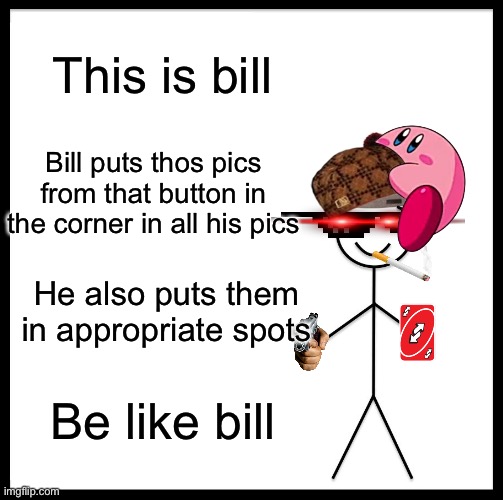 This is bill
Bill puts thos pics
from that button in
the corner in all his pics
He also puts them
in appropriate spots
Be like bill
imgflip.com